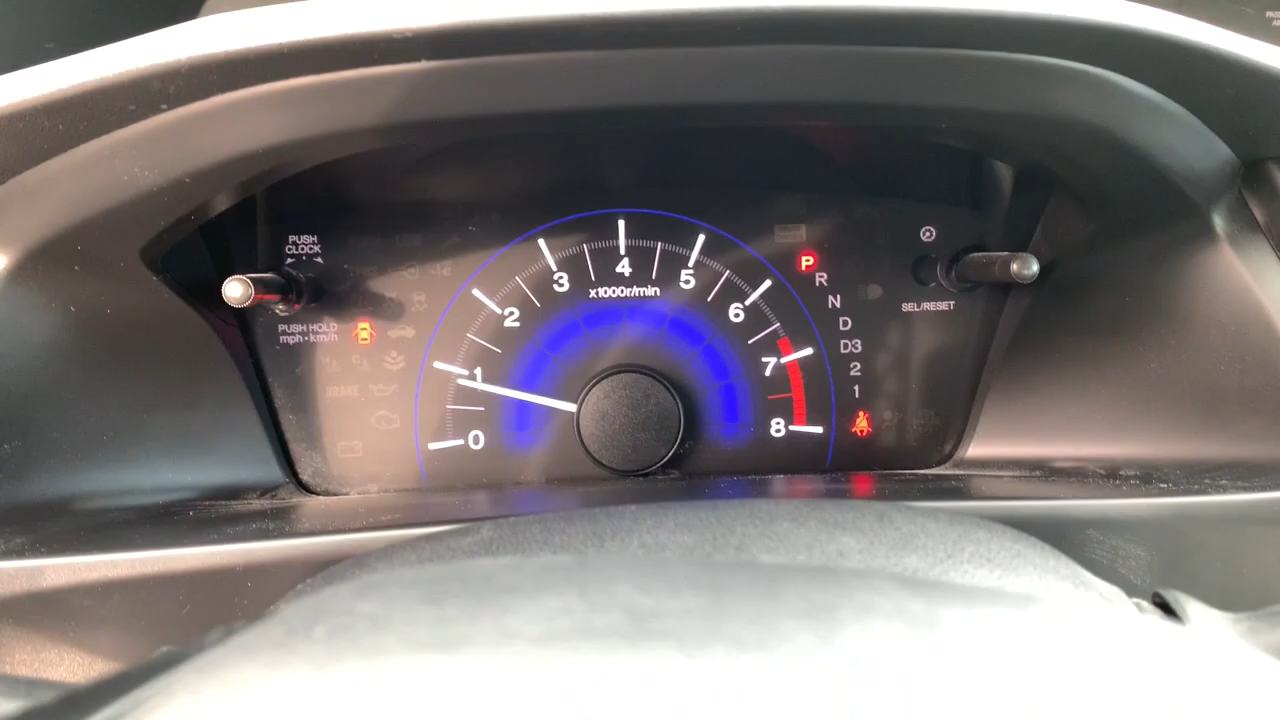 PUSH
CLOCK
PUSH HOLD
mph•km/h
BRAKE
0
1
2
3
4
5
6
7
8
x1000r/min
P
R
N
D
D3
2
1
SEL/RESET